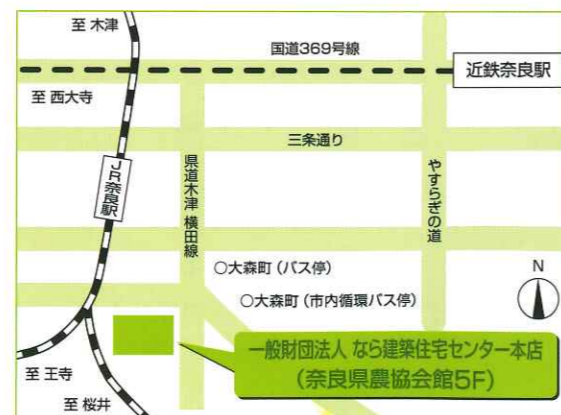 至 木津
国道369号線
近鉄奈良駅
至 西大寺
三条通り
JR奈良駅
県道木津 横田線
やすらぎの道
○大森町（バス停）
N
○大森町（市内循環バス停）
一般財団法人 なら建築住宅センター本店
（奈良県農協会館5F）
至 王寺
至 桜井